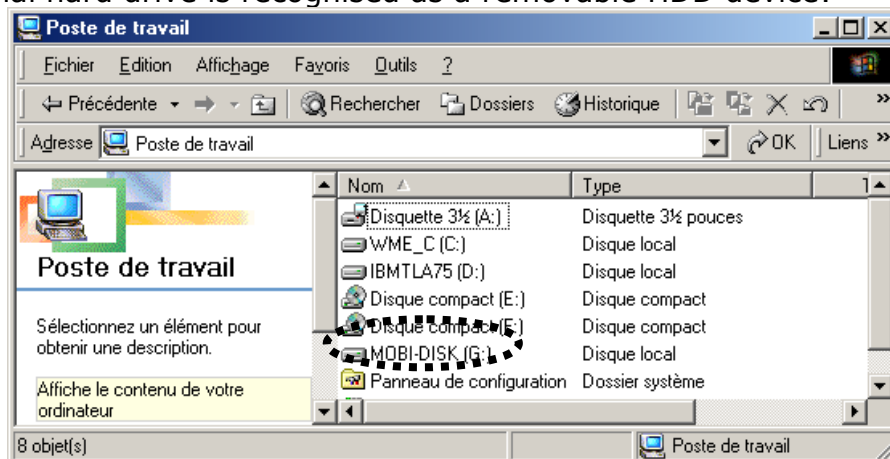 hard drive is recognised as a removable HDD device.
Poste de travail
Fichier Edition Affichage Favoris Outils ?
Précédente Rechercher Dossiers Historique »
Adresse Poste de travail OK Liens »
Nom Type
Disquette 3½ (A:) Disquette 3½ pouces
WME_C (C:) Disque local
IBMTLA75 (D:) Disque local
Disque compact (E:) Disque compact
Disque compact (F:) Disque compact
MOBI-DISK (G:) Disque local
Panneau de configuration Dossier système
Poste de travail
Sélectionnez un élément pour
obtenir une description.
Affiche le contenu de votre
ordinateur
8 objet(s) Poste de travail